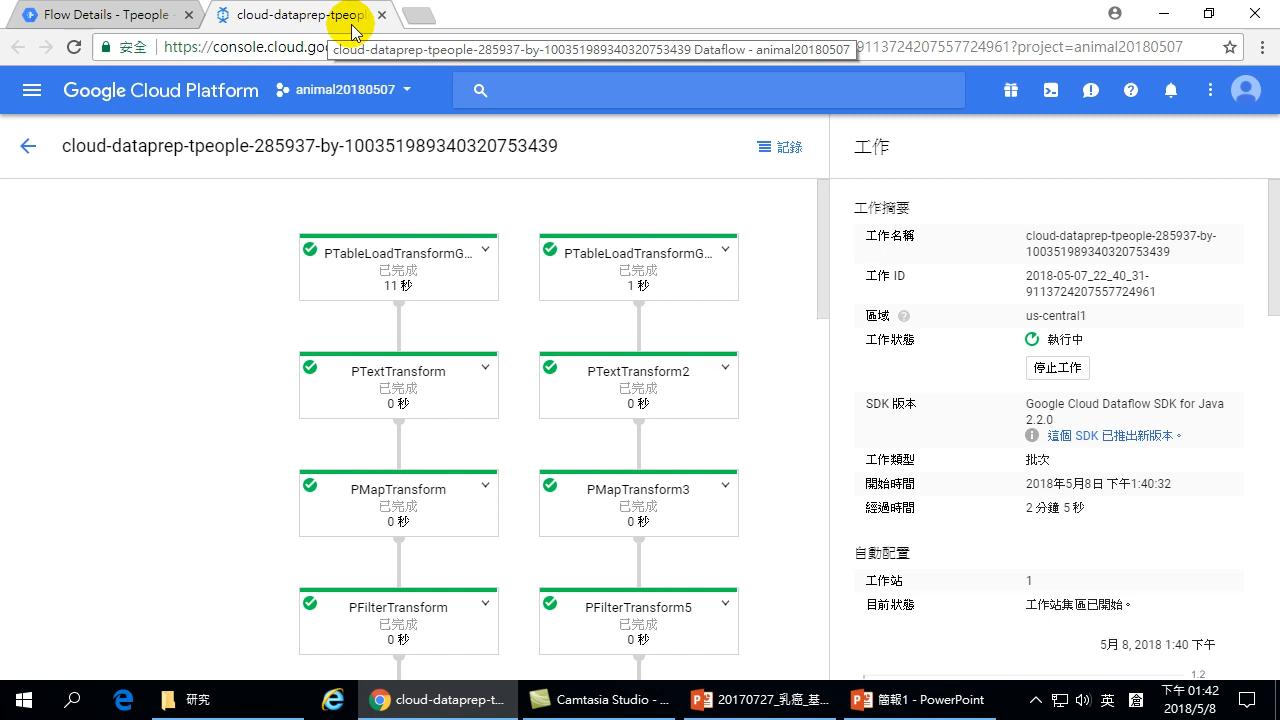 Flow Details - Tpeople
cloud-dataprep-tpeopl
安全
https://console.cloud.go
9113724207557724961?project=animal20180507
cloud-dataprep-tpeople-285937-by-100351989340320753439 Dataflow - animal20180507
Google Cloud Platform
animal20180507
cloud-dataprep-tpeople-285937-by-100351989340320753439
記錄
PTableLoadTransformG...
已完成
11 秒
PTableLoadTransformG...
已完成
1 秒
PTextTransform
已完成
0 秒
PTextTransform2
已完成
0 秒
PMapTransform
已完成
0 秒
PMapTransform3
已完成
0 秒
PFilterTransform
已完成
0 秒
PFilterTransform5
已完成
0 秒
工作
工作摘要
工作名稱
cloud-dataprep-tpeople-285937-by-
100351989340320753439
工作 ID
2018-05-07_22_40_31-
9113724207557724961
區域
us-central1
工作狀態
執行中
停止工作
SDK 版本
Google Cloud Dataflow SDK for Java
2.2.0
這個 SDK 已推出新版本。
工作類型
批次
開始時間
2018年5月8日 下午1:40:32
經過時間
2 分鐘 5 秒
自動配置
工作站
1
目前狀態
工作站集區已開始。
5月 8, 2018 1:40 下午
1.2
研究
cloud-dataprep-t...
Camtasia Studio - ...
20170727_乳癌_基...
簡報1 - PowerPoint
英
下午 01:42
2018/5/8